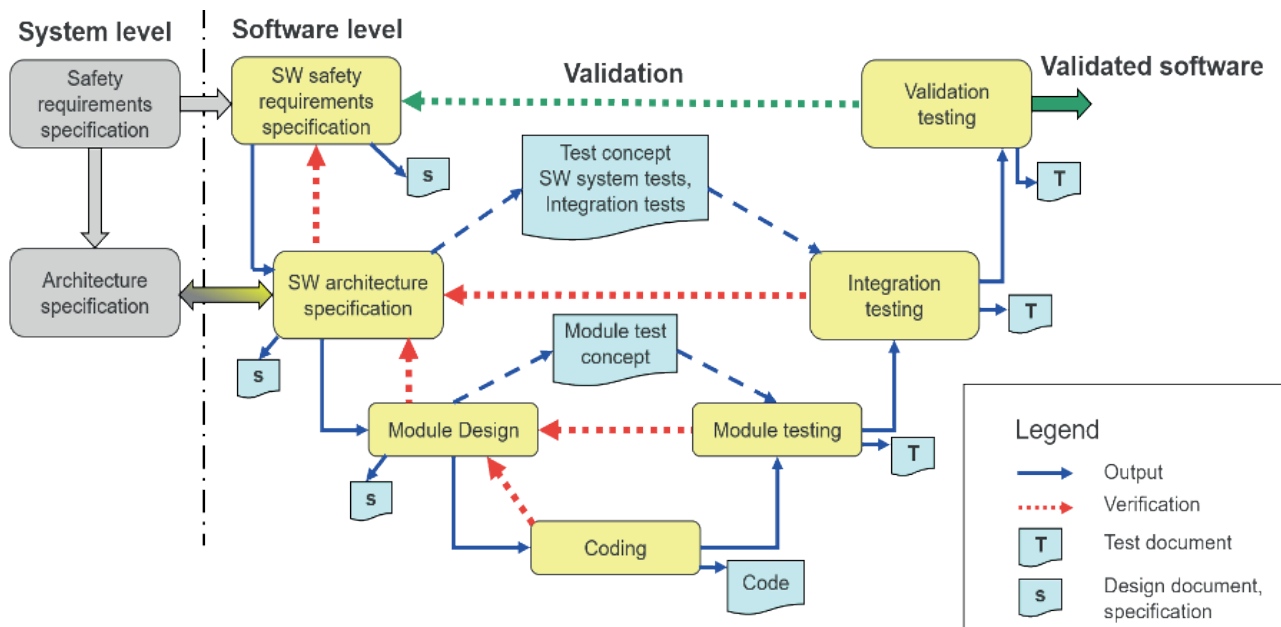 System level
Software level
Safety
requirements
specification
SW safety
requirements
specification
Validation
Validation
testing
Validated software
s
Test concept
SW system tests,
Integration tests
T
Architecture
specification
SW architecture
specification
Integration
testing
T
s
Module test
concept
Module Design
Module testing
T
s
Coding
Code
Legend
Output
Verification
T
Test document
s
Design document,
specification